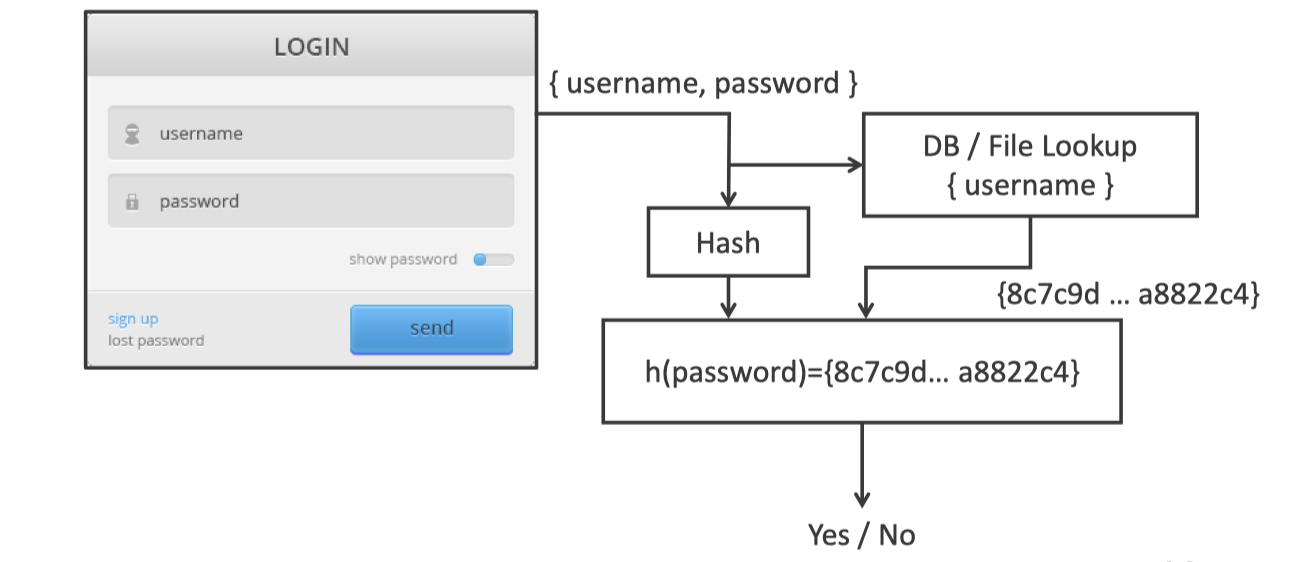 LOGIN
username
password
show password
sign up
lost password
send
{ username, password }
DB / File Lookup
{ username }
Hash
{8c7c9d ... a8822c4}
h(password)={8c7c9d... a8822c4}
Yes / No